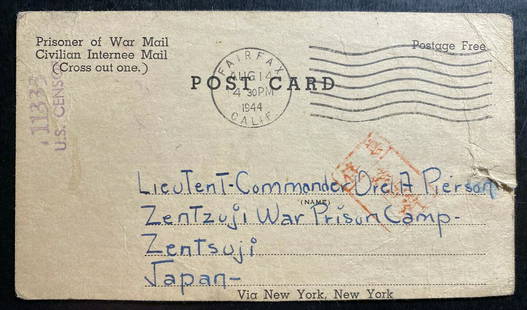 Prisoner of War Mail
Civilian Internee Mail
(Cross out one.)
Postage Free
11333
U.S. CENSOR
FAIRFAX
AUG 14
4 30 PM
1944
CALIF.
POST CARD
LieuTenT-Commander Orel A Pierson
(NAME)
ZenTzuji War Prison Camp-
ZenTsuji
Japan-
Via New York, New York